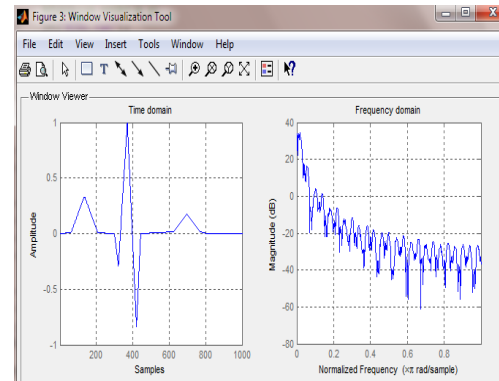 Figure 3: Window Visualization Tool
File Edit View Insert Tools Window Help
Window Viewer
Time domain
1
0.5
0
-0.5
-1
Amplitude
200 400 600 800 1000
Samples
Frequency domain
40
20
0
-20
-40
-60
-80
Magnitude (dB)
0 0.2 0.4 0.6 0.8
Normalized Frequency (×π rad/sample)